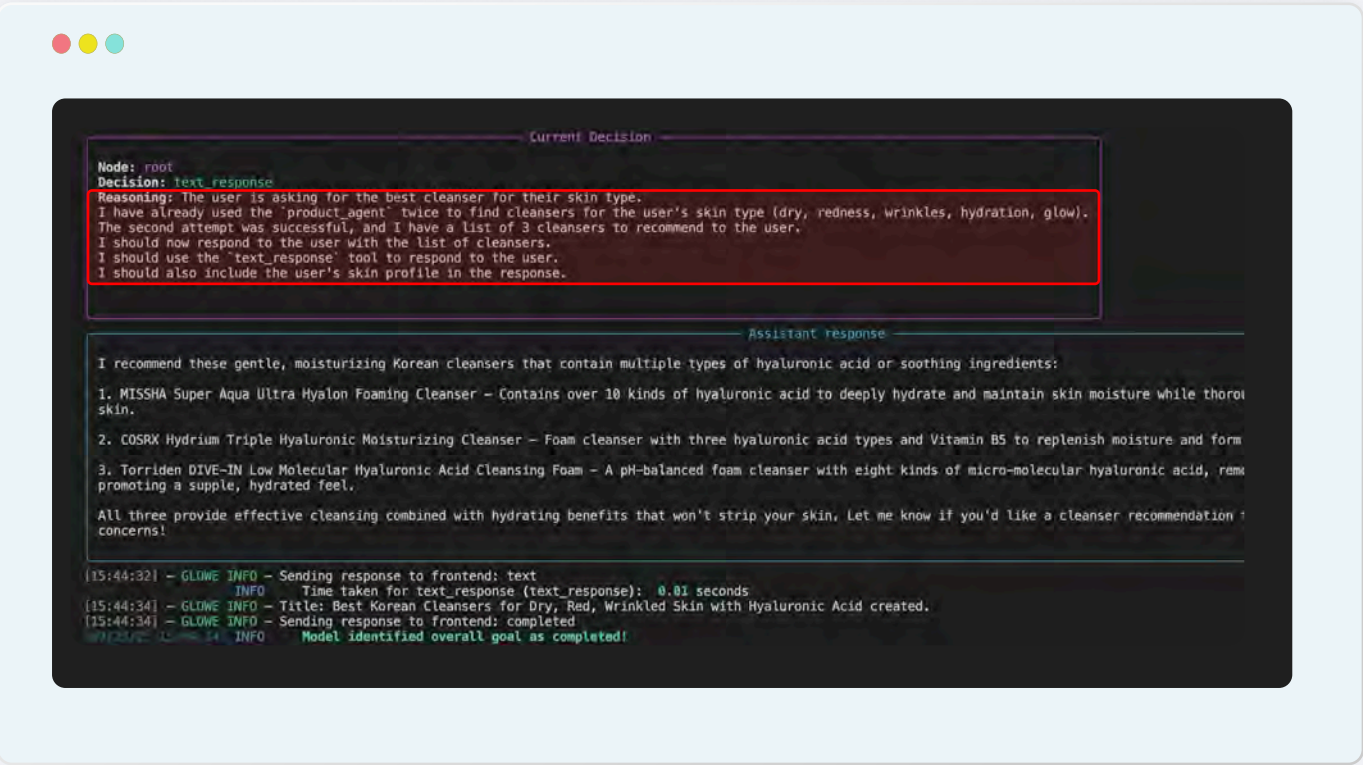 Current Decision
Node: root
Decision: text_response
Reasoning: The user is asking for the best cleanser for their skin type.
I have already used the `product_agent` twice to find cleansers for the user's skin type (dry, redness, wrinkles, hydration, glow).
The second attempt was successful, and I have a list of 3 cleansers to recommend to the user.
I should now respond to the user with the list of cleansers.
I should use the `text_response` tool to respond to the user.
I should also include the user's skin profile in the response.
Assistant response
I recommend these gentle, moisturizing Korean cleansers that contain multiple types of hyaluronic acid or soothing ingredients:
1. MISSHA Super Aqua Ultra Hyalon Foaming Cleanser – Contains over 10 kinds of hyaluronic acid to deeply hydrate and maintain skin moisture while thorou
skin.
2. COSRX Hydrium Triple Hyaluronic Moisturizing Cleanser – Foam cleanser with three hyaluronic acid types and Vitamin B5 to replenish moisture and form
3. Torriden DIVE-IN Low Molecular Hyaluronic Acid Cleansing Foam – A pH-balanced foam cleanser with eight kinds of micro-molecular hyaluronic acid, remo
promoting a supple, hydrated feel.
All three provide effective cleansing combined with hydrating benefits that won't strip your skin. Let me know if you'd like a cleanser recommendation
concerns!
[15:44:32] – GLOWE INFO – Sending response to frontend: text
INFO Time taken for text_response (text_response): 0.01 seconds
[15:44:34] – GLOWE INFO – Title: Best Korean Cleansers for Dry, Red, Wrinkled Skin with Hyaluronic Acid created.
[15:44:34] – GLOWE INFO – Sending response to frontend: completed
INFO Model identified overall goal as completed!